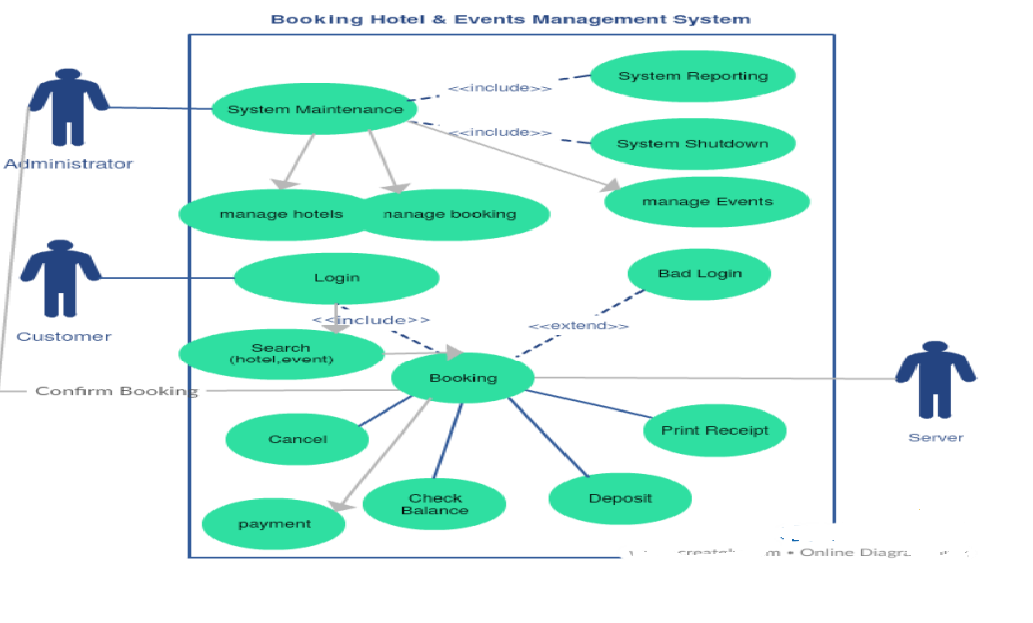 Booking Hotel & Events Management System
System Reporting
<<include>>
System Maintenance
<<include>>
System Shutdown
Administrator
manage hotels
manage booking
manage Events
Login
Bad Login
<<include>>
<<extend>>
Customer
Search
(hotel,event)
Booking
Confirm Booking
Cancel
Print Receipt
Server
Check
Balance
Deposit
payment
• Online